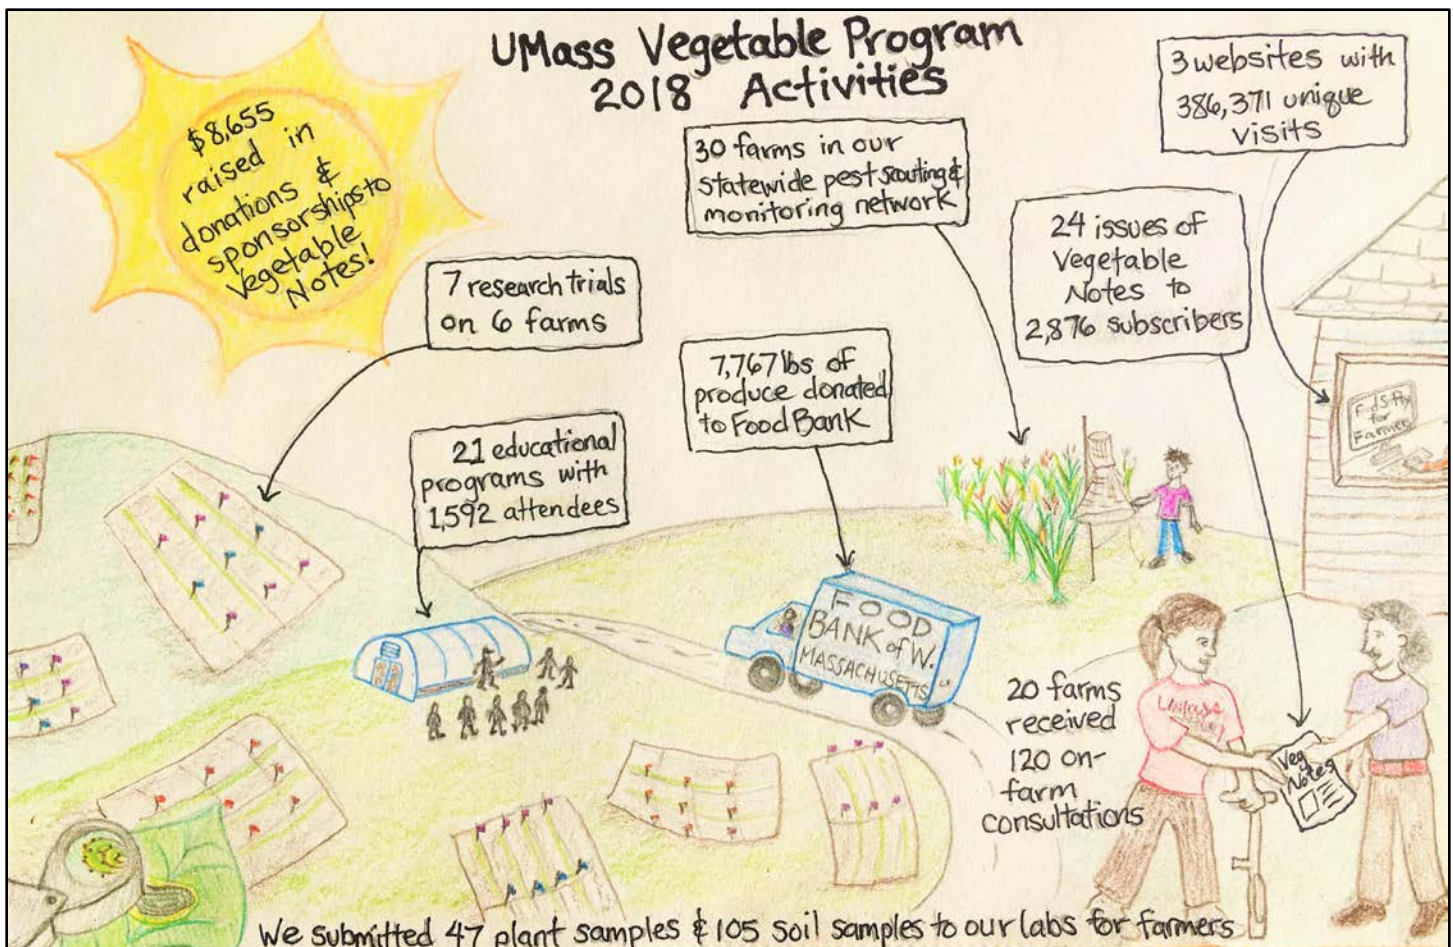 UMass Vegetable Program
2018 Activities
$8,655
raised in
donations &
sponsorships to
Vegetable
Notes!
7 research trials
on 6 farms
21 educational
programs with
1,592 attendees
30 farms in our
statewide pest scouting &
monitoring network
7,767 lbs of
produce donated
to Food Bank
3 websites with
386,371 unique
visits
24 issues of
Vegetable
Notes to
2,876 subscribers
for
Farmer
FOOD
BANK of W.
MASSACHUSETTS
20 farms
received
120 on-
farm
consultations
UMass
Veg
Notes
We submitted 47 plant samples & 105 soil samples to our labs for farmers